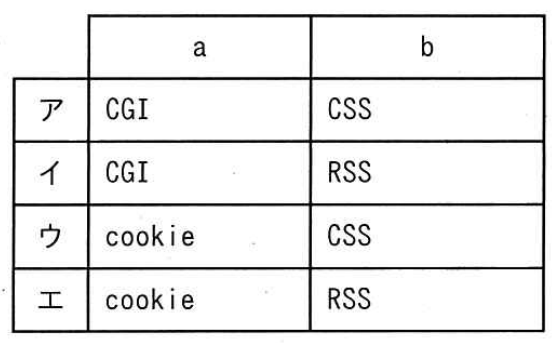 a b
ア CGI CSS
イ CGI RSS
ウ cookie CSS
エ cookie RSS